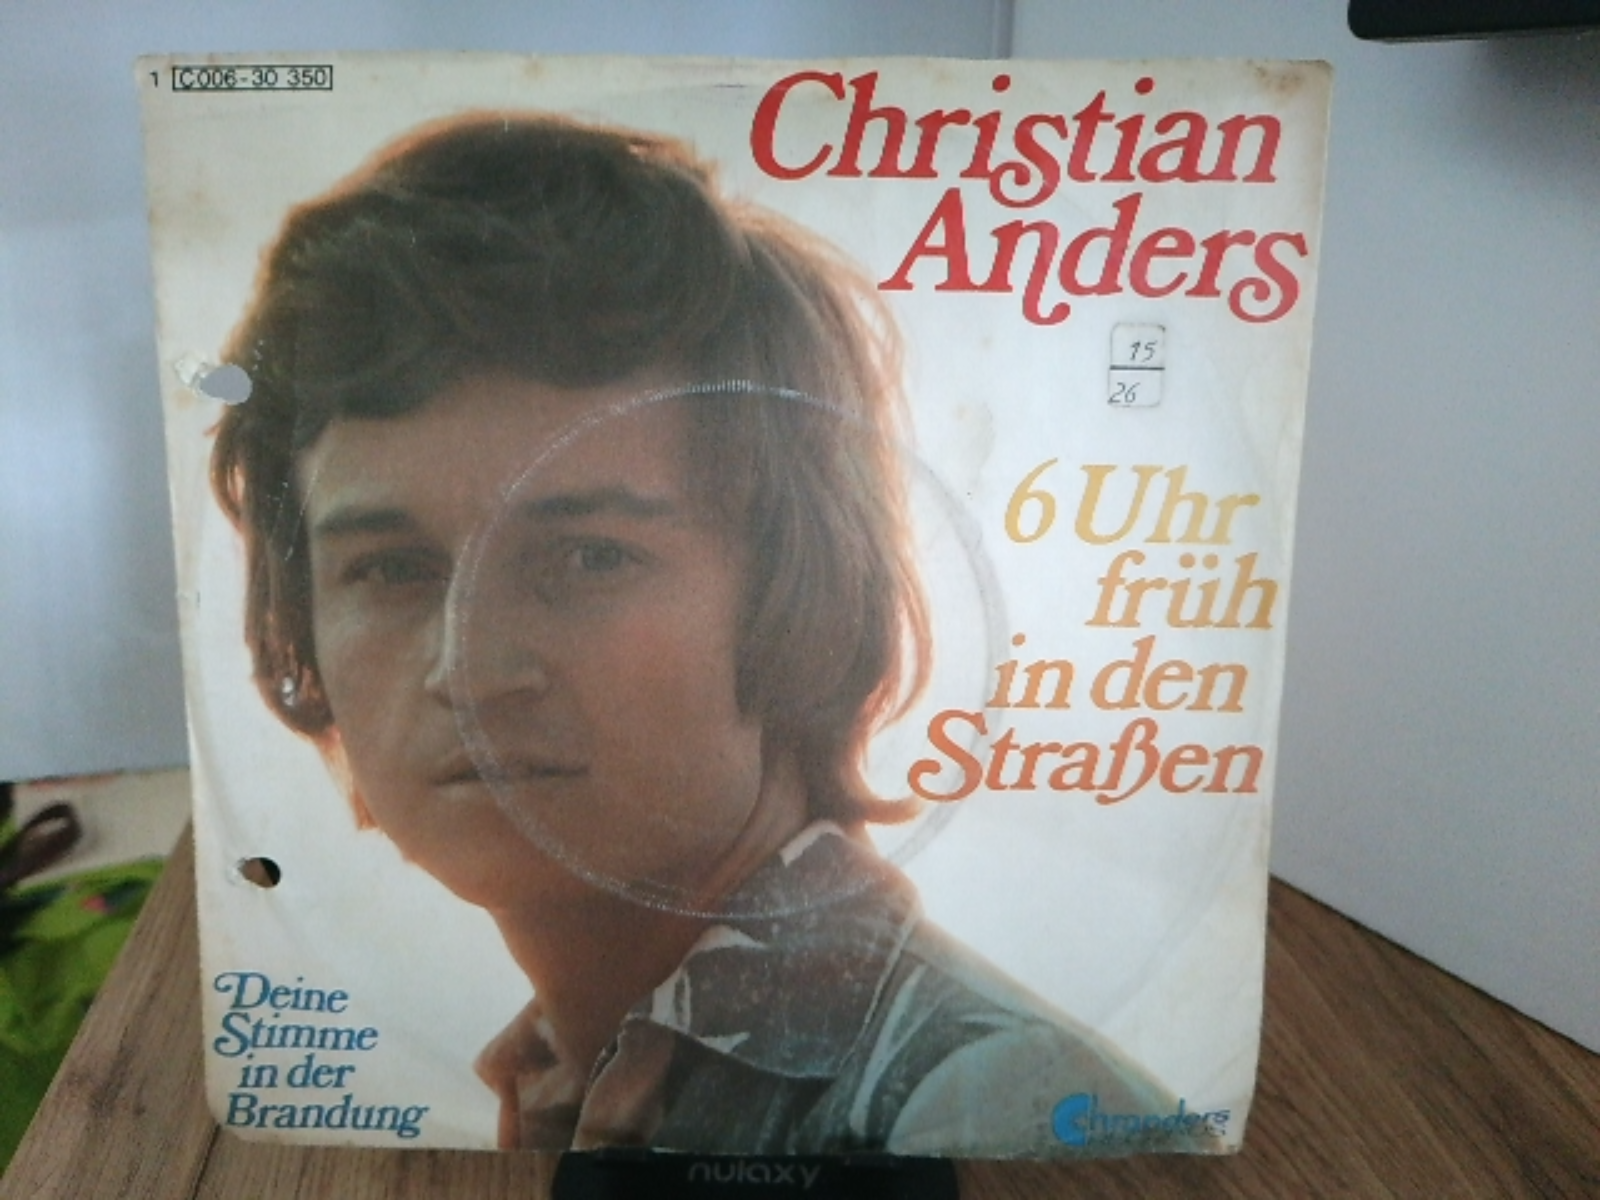 1 C006-30 350
Christian
Anders
15
26
6 Uhr
früh
in den
Straßen
Deine
Stimme
in der
Brandung
Chranders
nulaxy